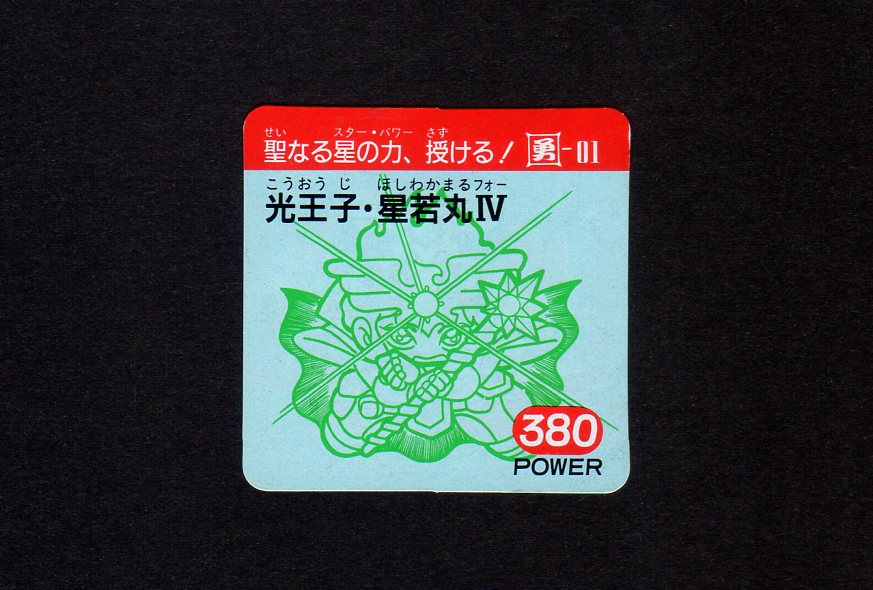 せい スター・パワー さず
聖なる星の力、授ける! 勇-01
こうおうじ ほしわかまるフォー
光王子・星若丸Ⅳ
380
POWER